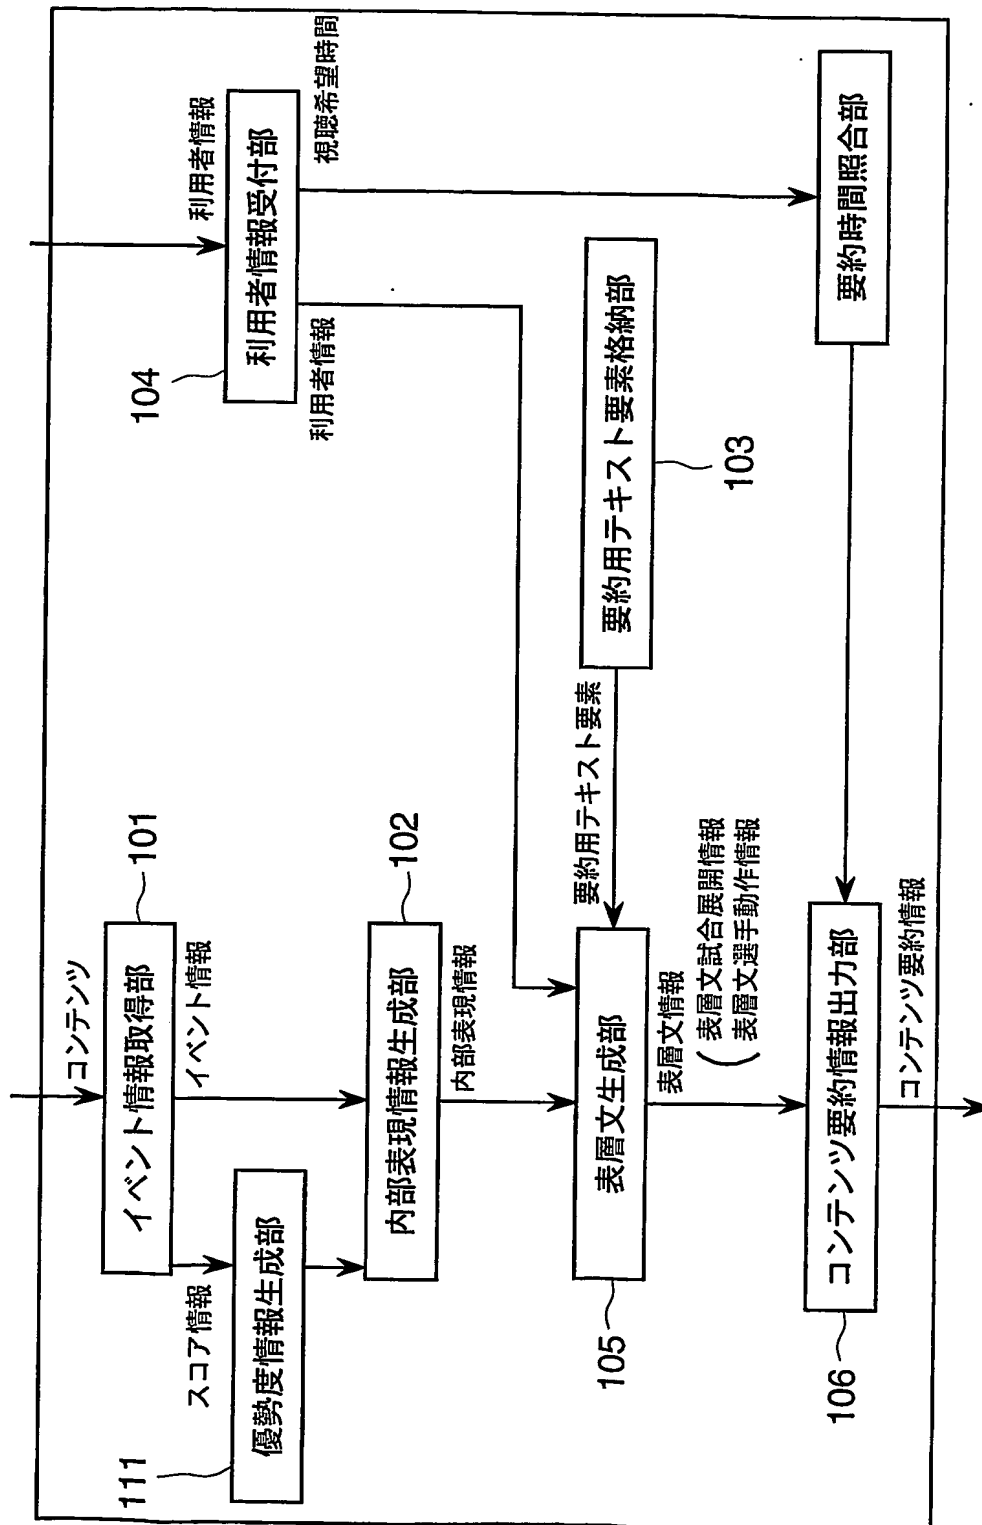 コンテンツ
101
イベント情報取得部
イベント情報
スコア情報
111
優勢度情報生成部
102
内部表現情報生成部
内部表現情報
利用者情報
104
利用者情報受付部
利用者情報
視聴希望時間
要約用テキスト要素格納部
103
要約用テキスト要素
105
表層文生成部
表層文情報
(表層文試合展開情報
表層文選手動作情報)
要約時間照合部
106
コンテンツ要約情報出力部
コンテンツ要約情報